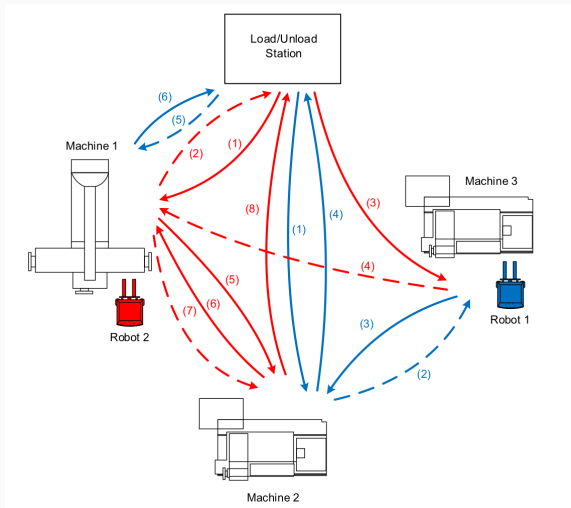 Load/Unload
Station
(6)
(5)
Machine 1
(2)
(1)
Machine 3
(3)
(8)
(1)
(4)
(4)
(5)
(6)
(7)
Robot 2
Robot 1
(3)
(2)
Machine 2